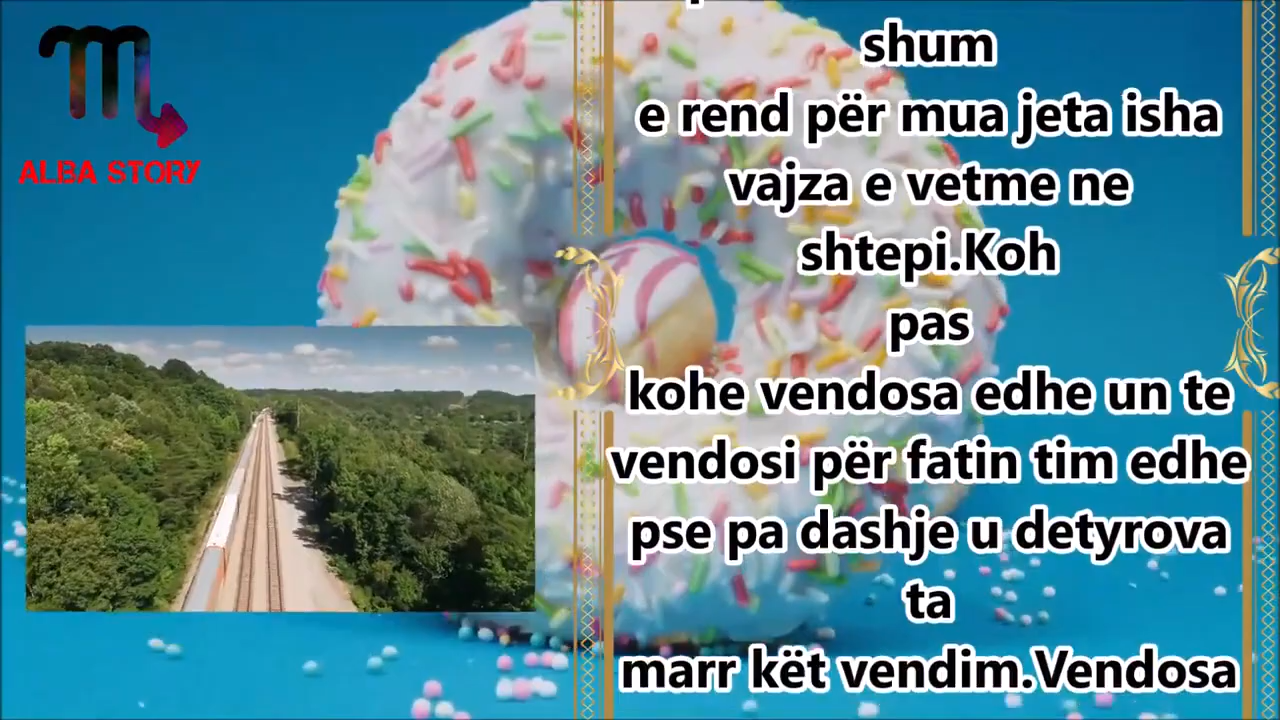 ALBA STORY
shum
e rend për mua jeta isha
vajza e vetme ne
shtepi.Koh
pas
kohe vendosa edhe un te
vendosi për fatin tim edhe
pse pa dashje u detyrova
ta
marr kët vendim.Vendosa